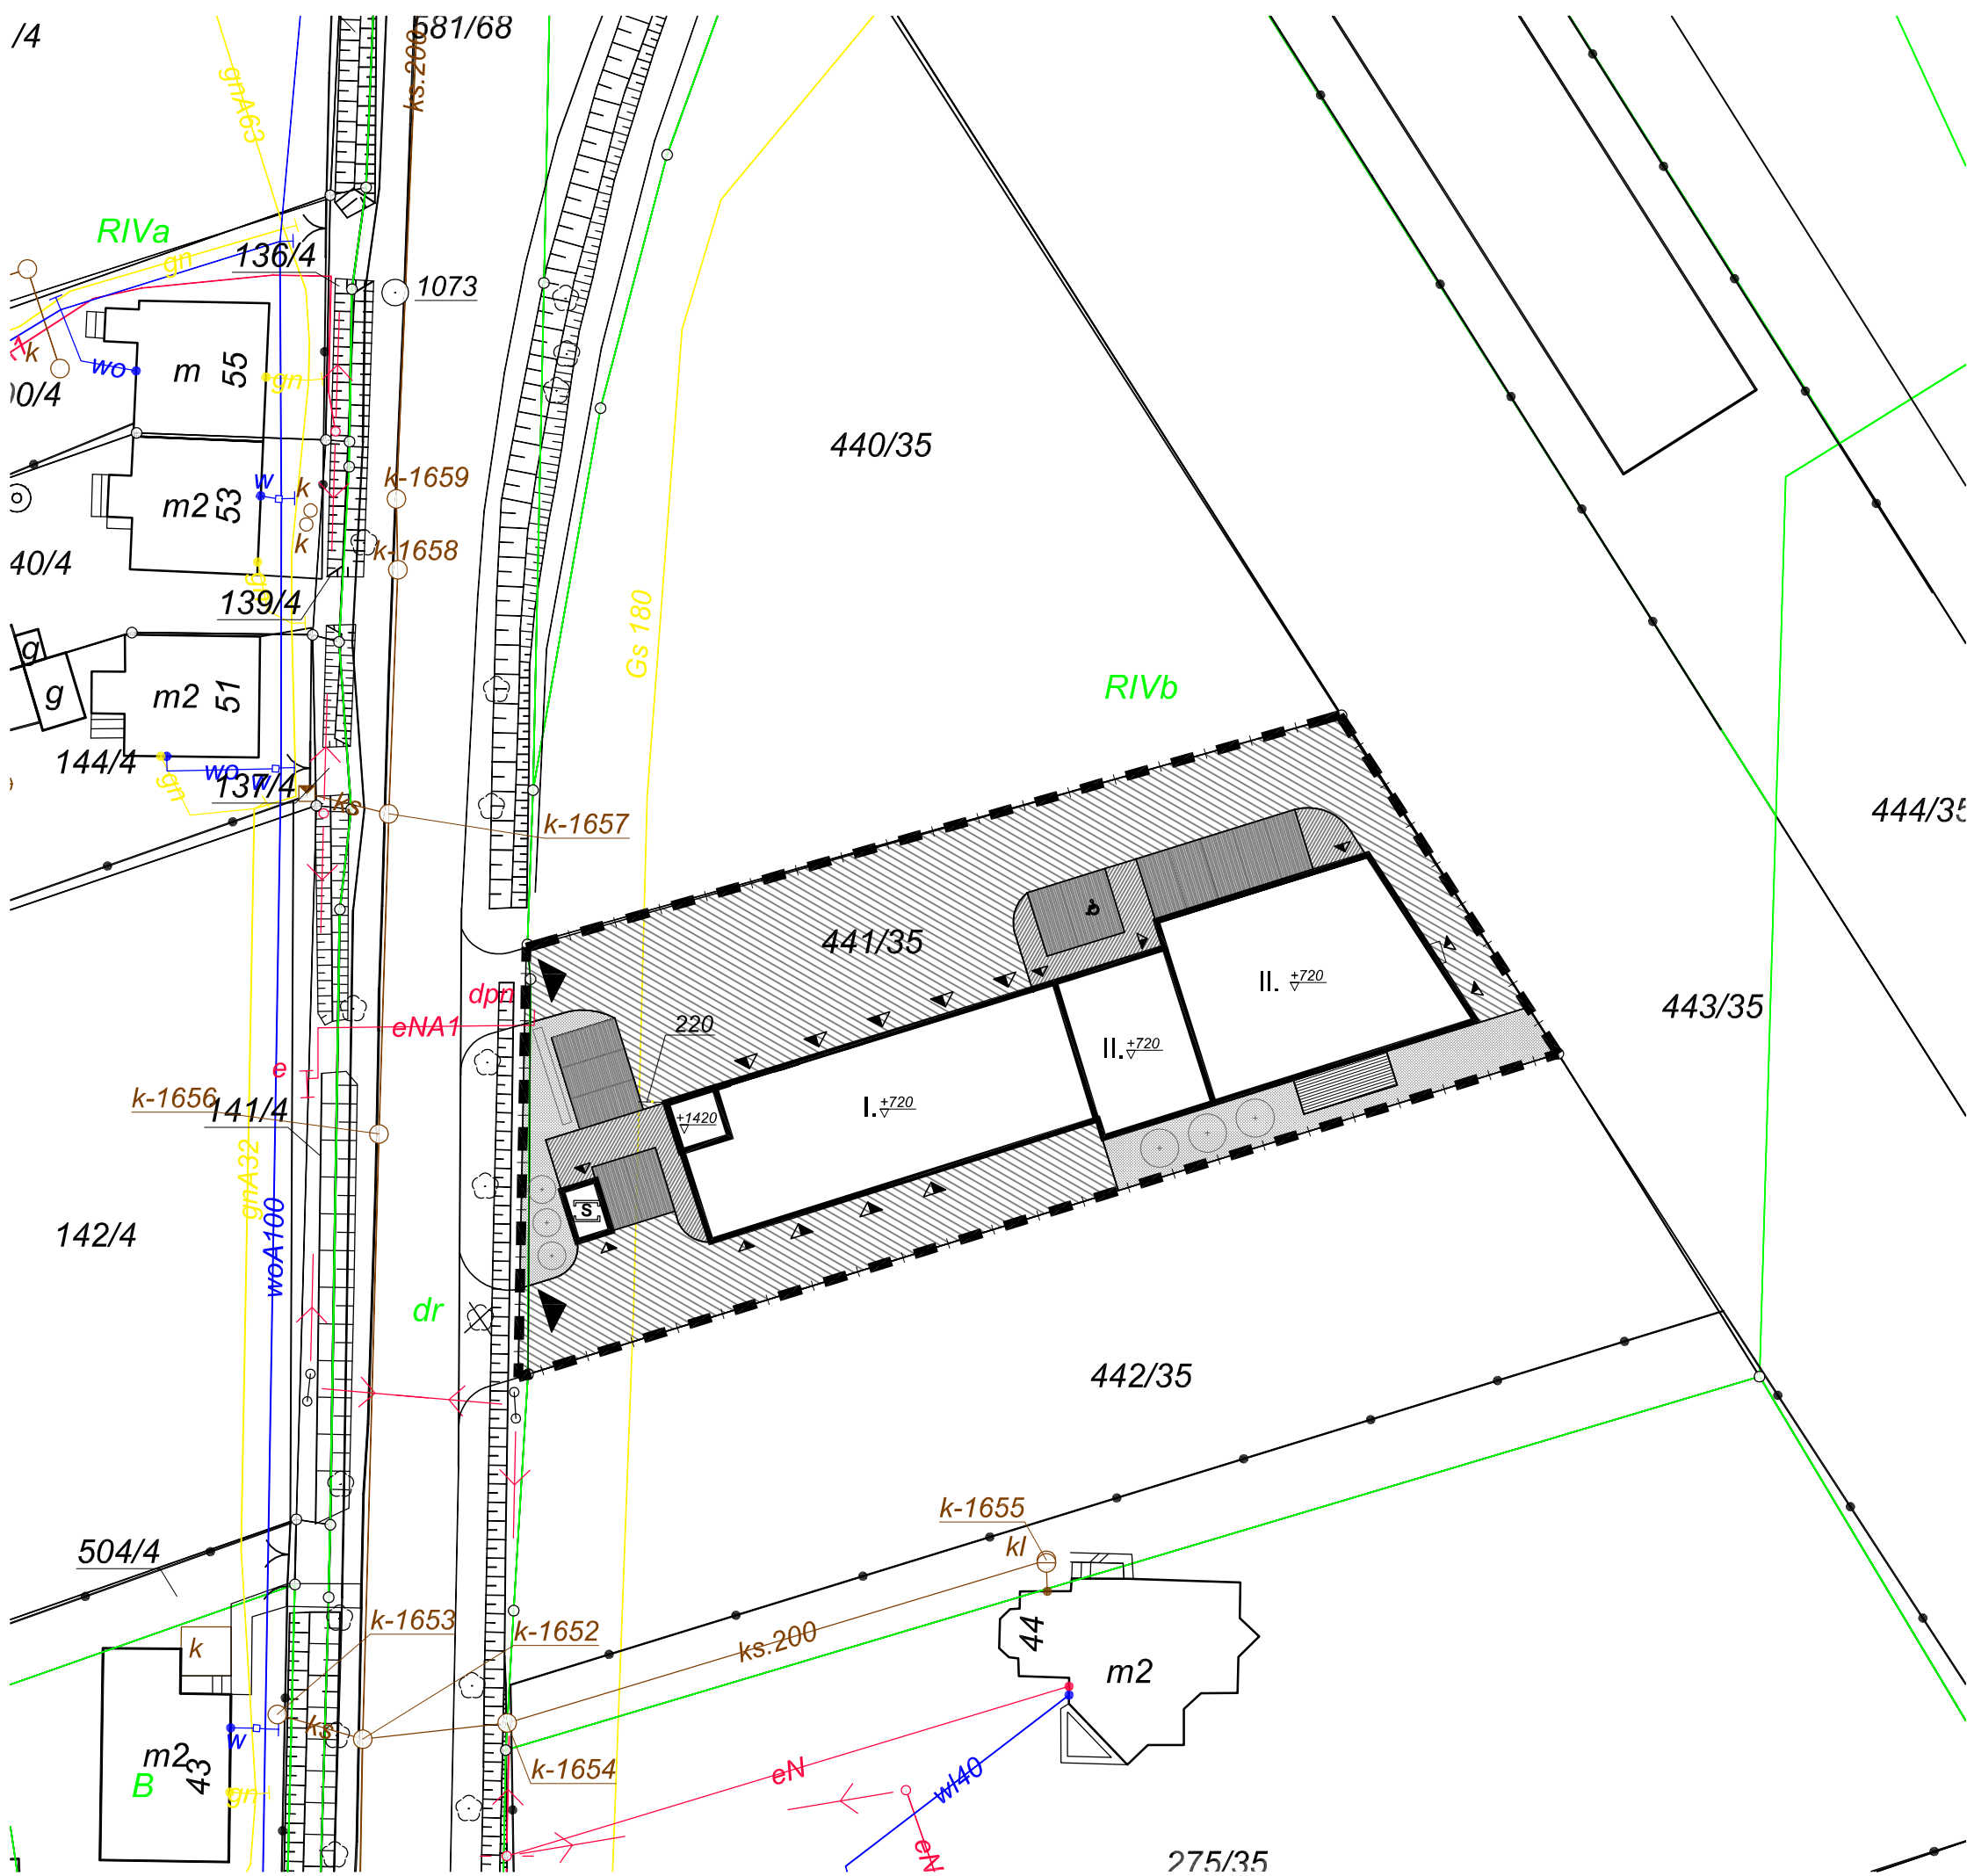 /4
581/68
ks.200
gnA63
RIVa
gn
136/4
1073
k
wo
m
55
gn
440/35
k-1659
w
k
m2
53
k
k-1658
40/4
gn
139/4
Gs 180
g
g
m2
51
RIVb
144/4
wo
w
137/4
gn
ks
k-1657
444/35
441/35
II. +720
443/35
dpn
eNA1
220
II. +720
e
k-1656
141/4
I. +720
+1420
gnA32
woA100
142/4
S
dr
442/35
k-1655
kl
504/4
k-1653
k-1652
44
k
ks.200
m2
ks
w
m2
43
B
k-1654
eN
wl40
gn
eN
275/35